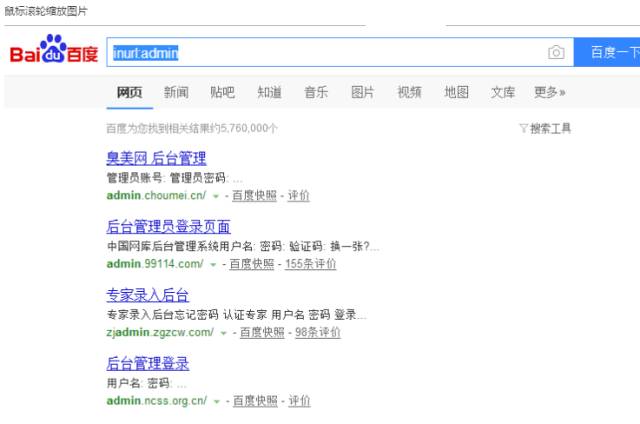 鼠标滚轮缩放图片
Bai du 百度 inurl:admin 百度一下
网页 新闻 贴吧 知道 音乐 图片 视频 地图 文库 更多»
百度为您找到相关结果约5,760,000个 搜索工具
臭美网 后台管理
管理员账号: 管理员密码: ...
admin.choumei.cn/ - 百度快照 - 评价
后台管理员登录页面
中国网库后台管理系统用户名: 密码: 验证码: 换一张?...
admin.99114.com/ - 百度快照 - 155条评价
专家录入后台
专家录入后台忘记密码 认证专家 用户名 密码 登录...
zjadmin.zgzcw.com/ - 百度快照 - 98条评价
后台管理登录
用户名: 密码: ...
admin.ncss.org.cn/ - 百度快照 - 评价